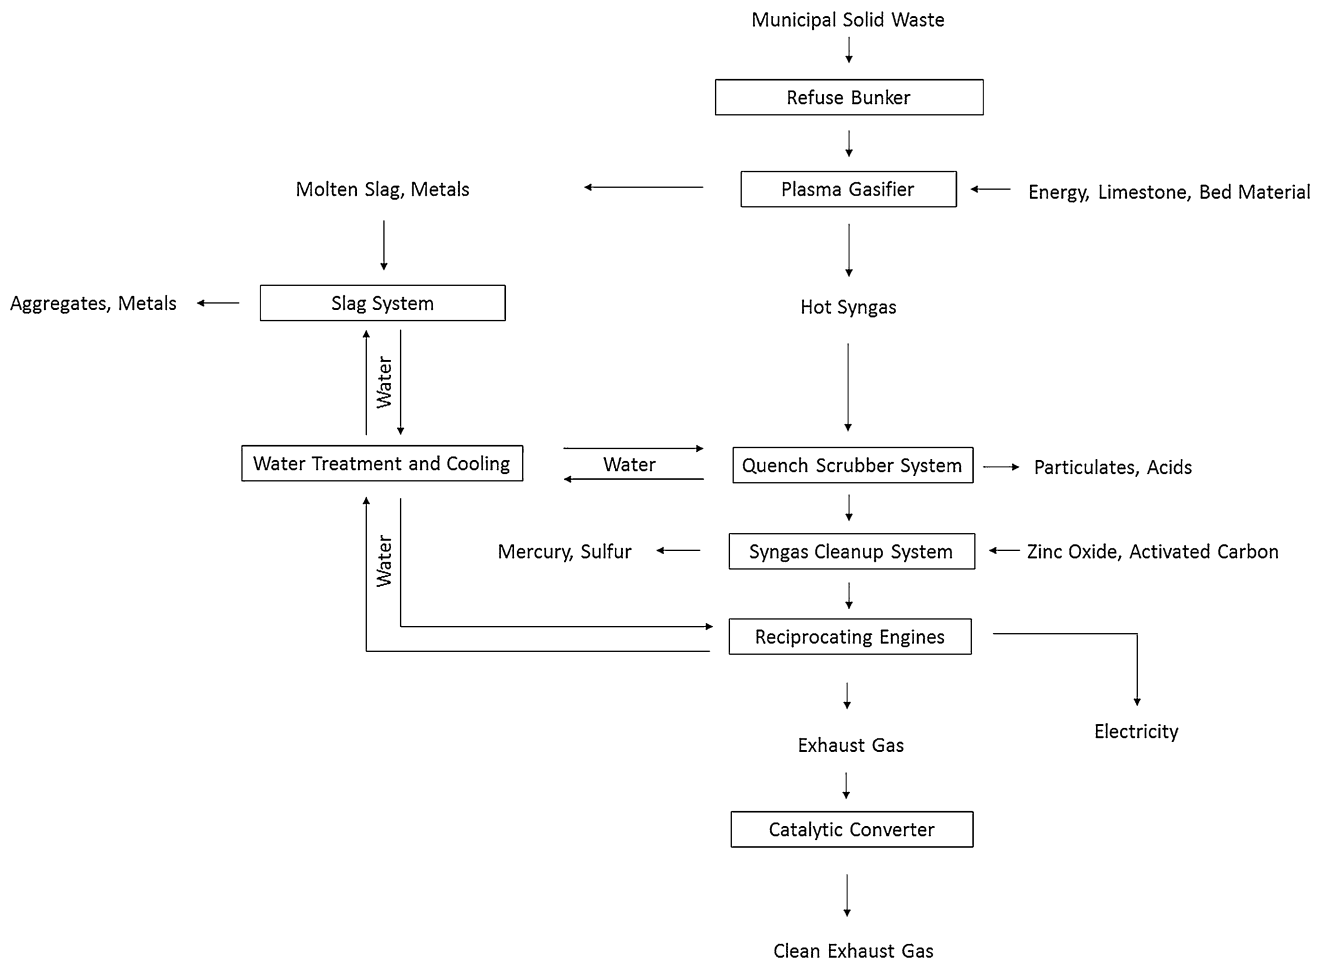 Municipal Solid Waste
Refuse Bunker
Molten Slag, Metals
Plasma Gasifier
Energy, Limestone, Bed Material
Aggregates, Metals
Slag System
Hot Syngas
Water
Water Treatment and Cooling
Water
Quench Scrubber System
Particulates, Acids
Water
Mercury, Sulfur
Syngas Cleanup System
Zinc Oxide, Activated Carbon
Reciprocating Engines
Electricity
Exhaust Gas
Catalytic Converter
Clean Exhaust Gas